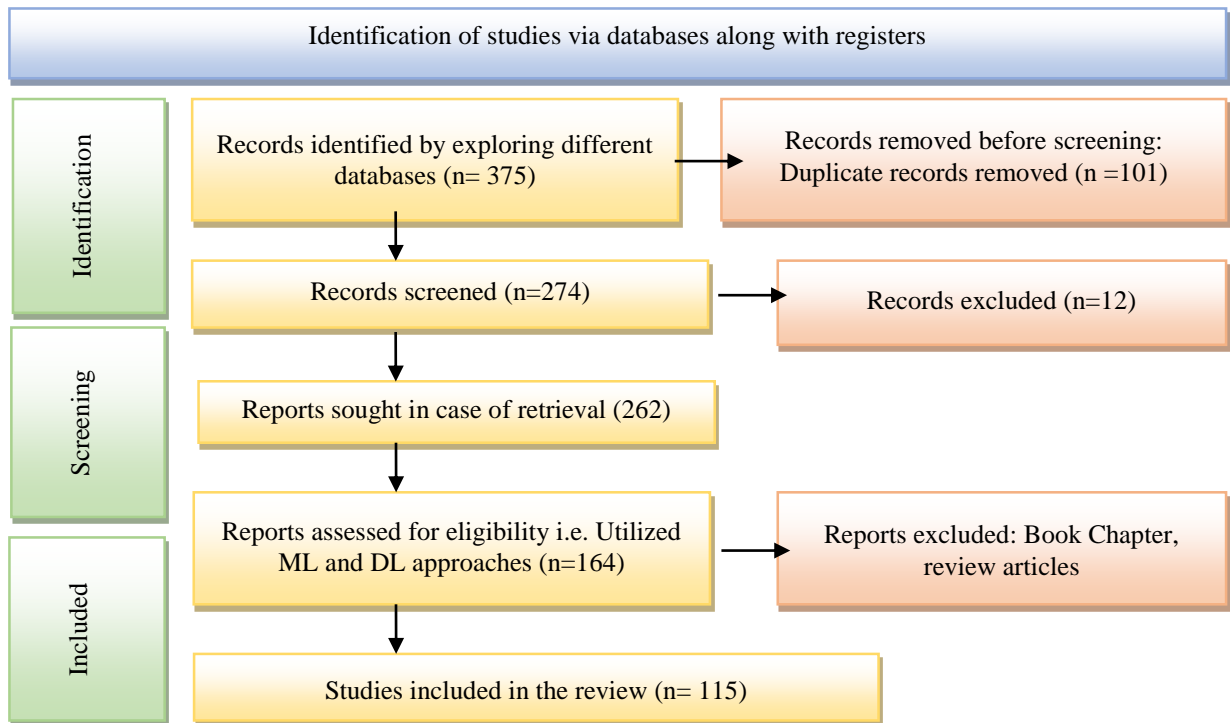 Identification of studies via databases along with registers
Identification
Records identified by exploring different
databases (n= 375)
Records removed before screening:
Duplicate records removed (n =101)
Records screened (n=274)
Records excluded (n=12)
Screening
Reports sought in case of retrieval (262)
Reports assessed for eligibility i.e. Utilized
ML and DL approaches (n=164)
Reports excluded: Book Chapter,
review articles
Included
Studies included in the review (n= 115)